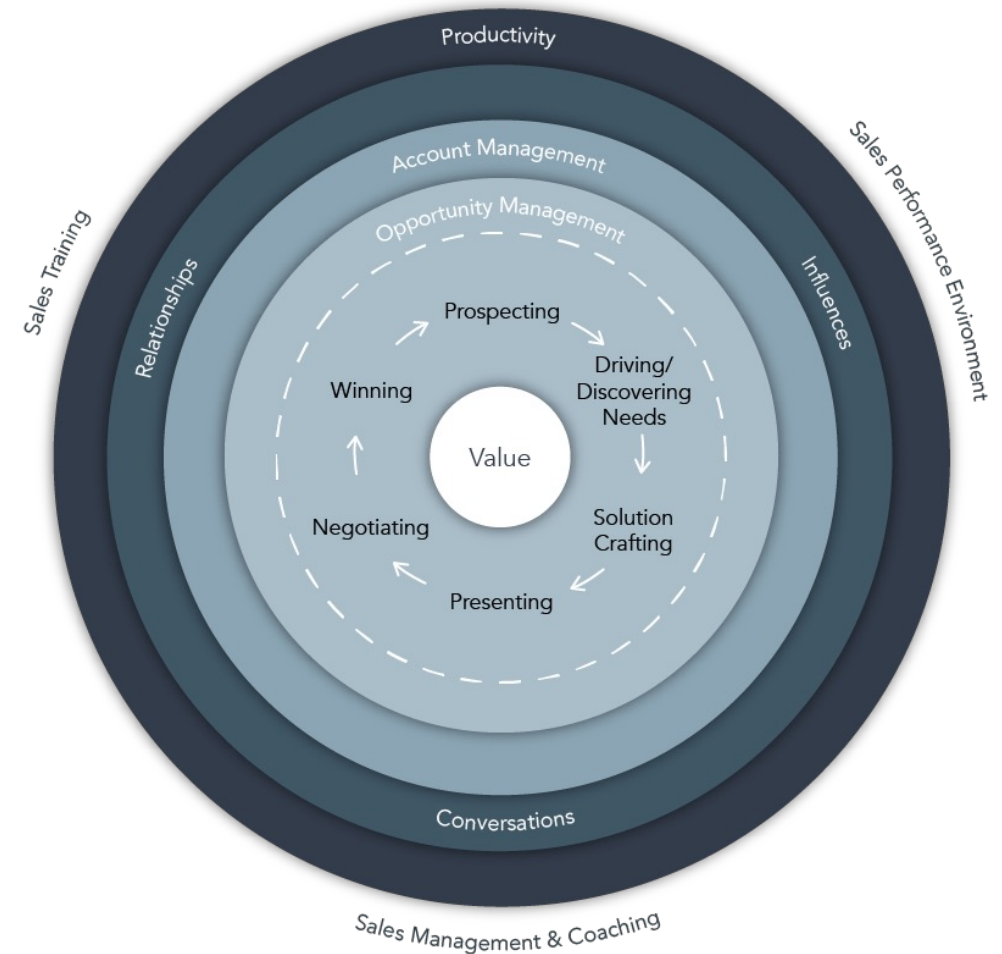 Productivity
Sales Training
Sales Performance Environment
Account Management
Relationships
Influences
Opportunity Management
Prospecting
Driving/
Discovering
Needs
Winning
Value
Solution
Crafting
Negotiating
Presenting
Conversations
Sales Management & Coaching